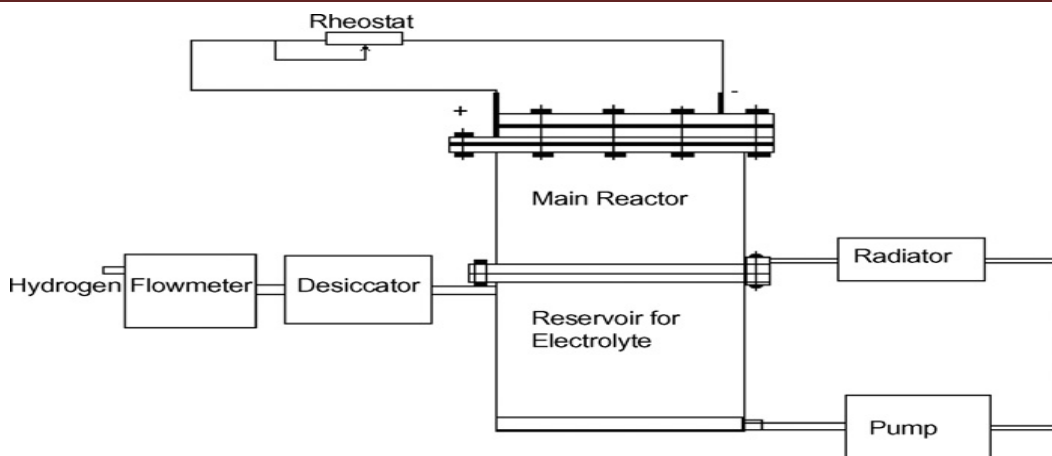 Rheostat
+
-
Main Reactor
Radiator
Hydrogen
Flowmeter
Desiccator
Reservoir for
Electrolyte
Pump